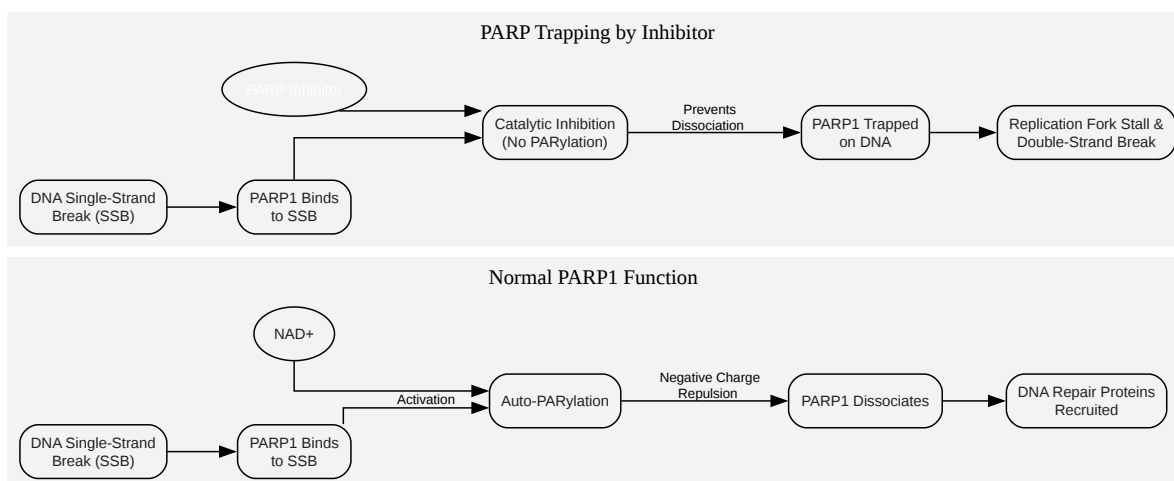 PARP Trapping by Inhibitor
PARP Inhibitor
Catalytic Inhibition
(No PARylation)
Prevents
Dissociation
PARP1 Trapped
on DNA
Replication Fork Stall &
Double-Strand Break
DNA Single-Strand
Break (SSB)
PARP1 Binds
to SSB
Normal PARP1 Function
NAD+
Activation
Auto-PARylation
Negative Charge
Repulsion
PARP1 Dissociates
DNA Repair Proteins
Recruited
DNA Single-Strand
Break (SSB)
PARP1 Binds
to SSB